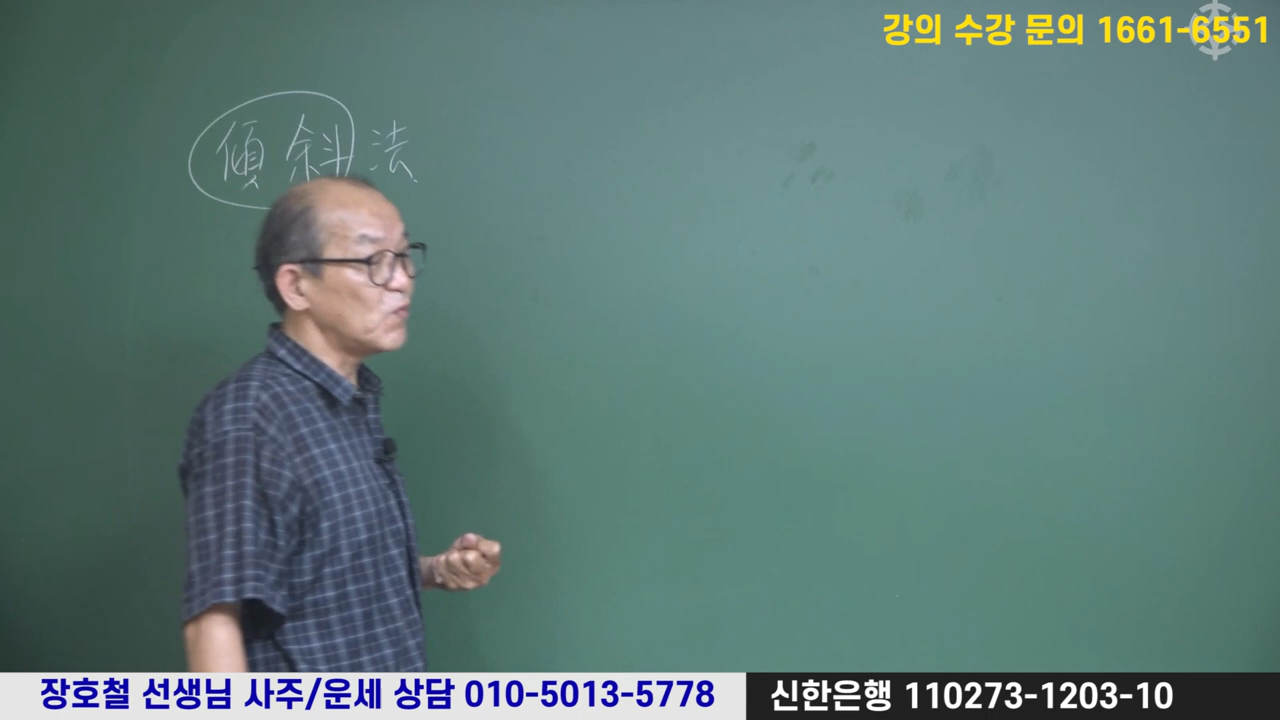 강의 수강 문의 1661-6551
傾斜法
장호철 선생님 사주/운세 상담 010-5013-5778
신한은행 110273-1203-10